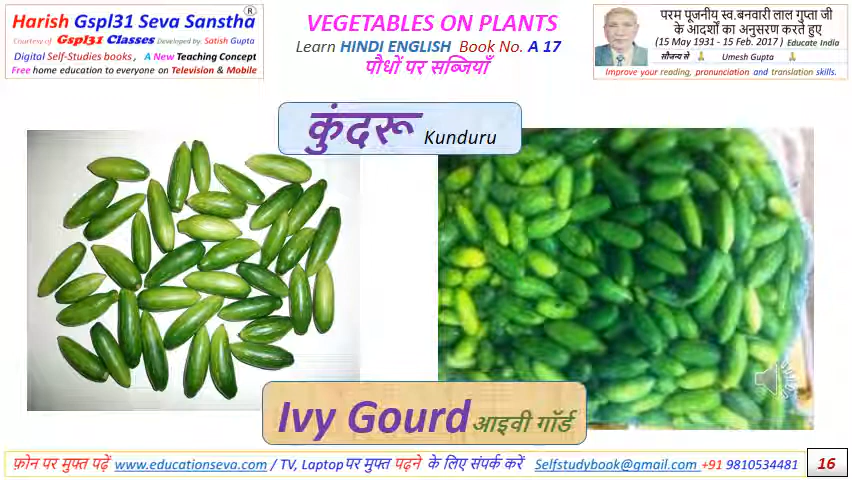 Harish Gspl31 Seva Sanstha®
Courtesy of Gspl31 Classes Developed by. Satish Gupta
Digital Self-Studies books , A New Teaching Concept
Free home education to everyone on Television & Mobile
VEGETABLES ON PLANTS
Learn HINDI ENGLISH Book No. A 17
पौधों पर सब्जियाँ
परम पूजनीय स्व.बनवारी लाल गुप्ता जी
के आदर्शों का अनुसरण करते हुए
(15 May 1931 - 15 Feb. 2017 ) Educate India
सौजन्य से Umesh Gupta
Improve your reading, pronunciation and translation skills.
कुंदरू Kunduru
Ivy Gourd आइवी गॉर्ड
फ़ोन पर मुफ्त पढ़ें www.educationseva.com / TV, Laptop पर मुफ्त पढ़ने के लिए संपर्क करें Selfstudybook@gmail.com +91 9810534481 16